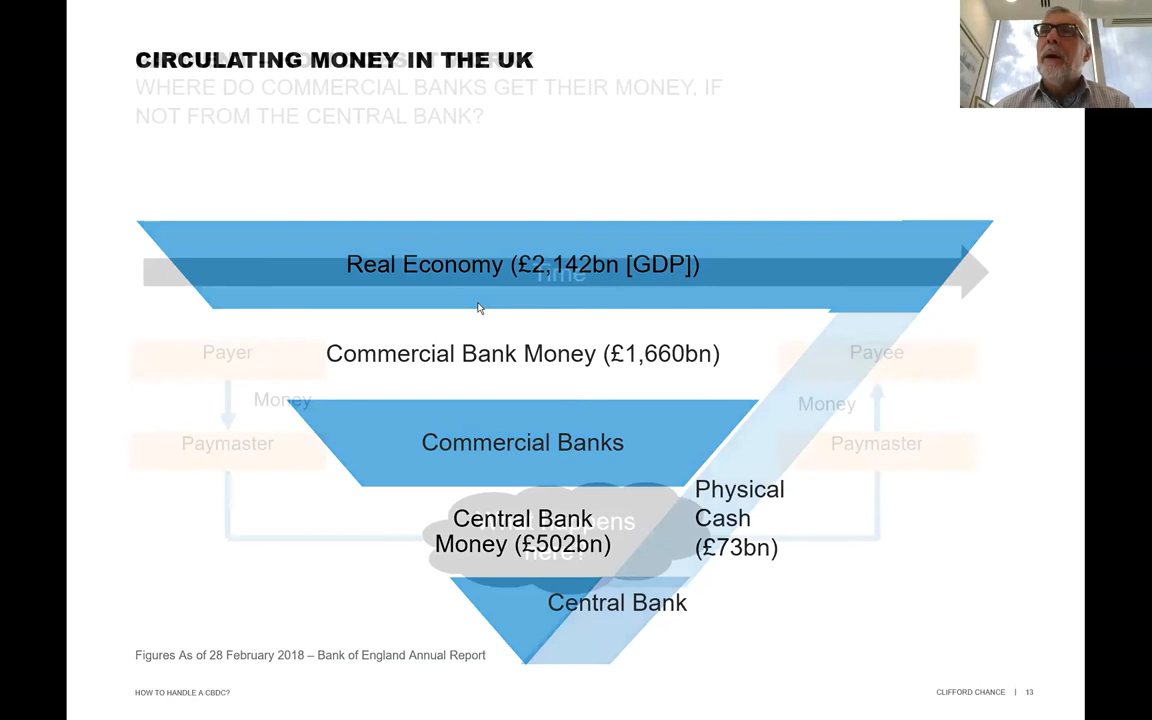 CIRCULATING MONEY IN THE UK
WHERE DO COMMERCIAL BANKS GET THEIR MONEY. IF
NOT FROM THE CENTRAL BANK?
Real Economy (£2,142bn [GDP])
Time
Payer
Commercial Bank Money (£1,660bn)
Payee
Money
Money
Paymaster
Commercial Banks
Paymaster
Physical
Cash
(£73bn)
Central Bank
Money (£502bn)
What happens
here?
Central Bank
Figures As of 28 February 2018 – Bank of England Annual Report
HOW TO HANDLE A CBDC?
CLIFFORD CHANCE | 13